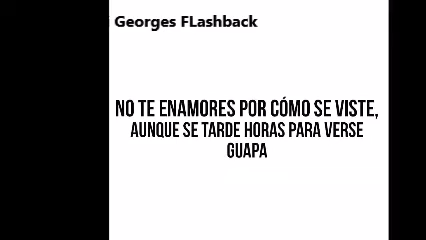 Georges FLashback
NO TE ENAMORES POR CÓMO SE VISTE,
AUNQUE SE TARDE HORAS PARA VERSE
GUAPA